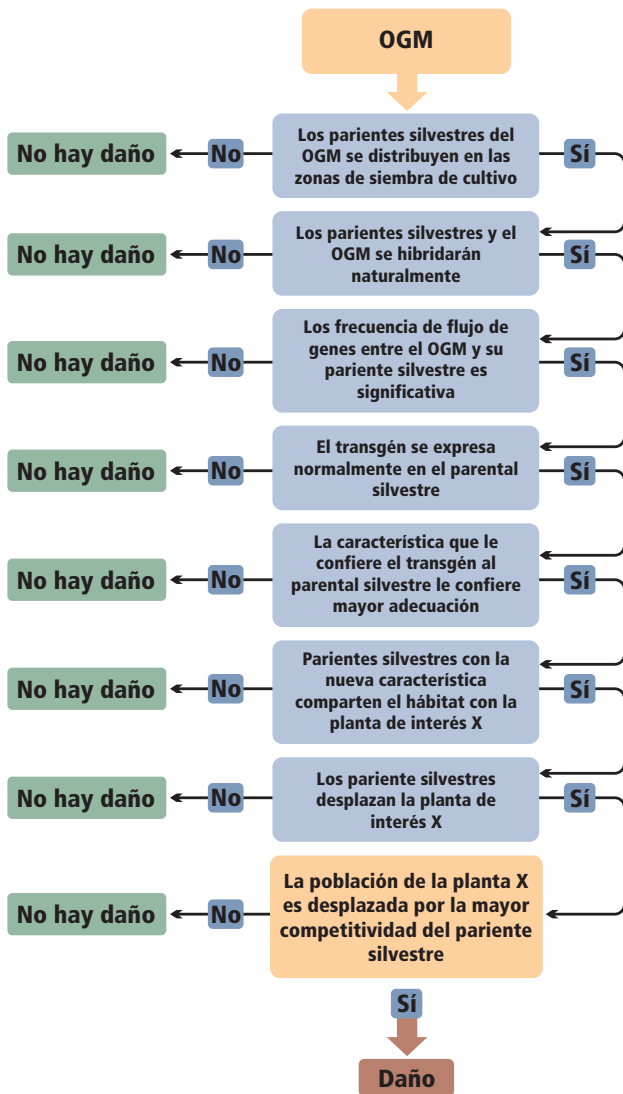 OGM
Los parientes silvestres del
OGM se distribuyen en las
zonas de siembra de cultivo
No hay daño
No
Sí
Los parientes silvestres y el
OGM se hibridarán
naturalmente
No hay daño
No
Sí
Los frecuencia de flujo de
genes entre el OGM y su
pariente silvestre es
significativa
No hay daño
No
Sí
El transgén se expresa
normalmente en el parental
silvestre
No hay daño
No
Sí
La característica que le
confiere el transgén al
parental silvestre le confiere
mayor adecuación
No hay daño
No
Sí
Parientes silvestres con la
nueva característica
comparten el hábitat con la
planta de interés X
No hay daño
No
Sí
Los pariente silvestres
desplazan la planta de
interés X
No hay daño
No
Sí
La población de la planta X
es desplazada por la mayor
competitividad del pariente
silvestre
No hay daño
No
Sí
Daño